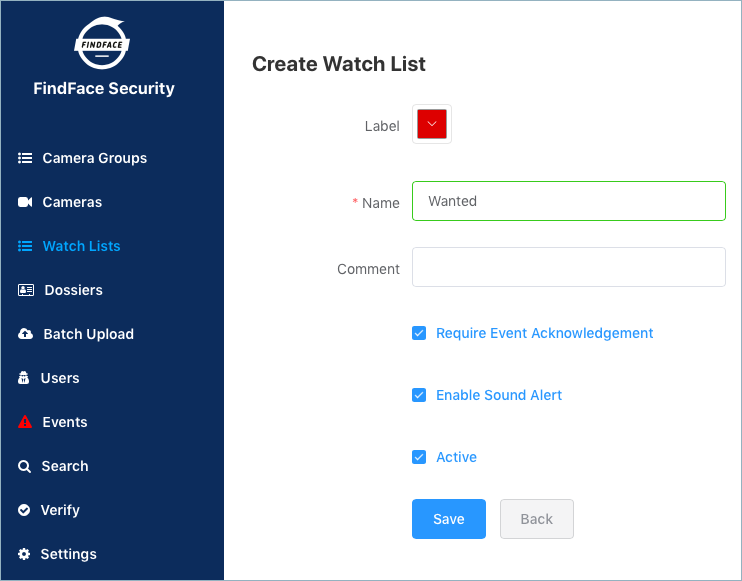 FINDFACE
FindFace Security
Camera Groups
Cameras
Watch Lists
Dossiers
Batch Upload
Users
Events
Search
Verify
Settings
Create Watch List
Label
* Name
Wanted
Comment
Require Event Acknowledgement
Enable Sound Alert
Active
Save Back